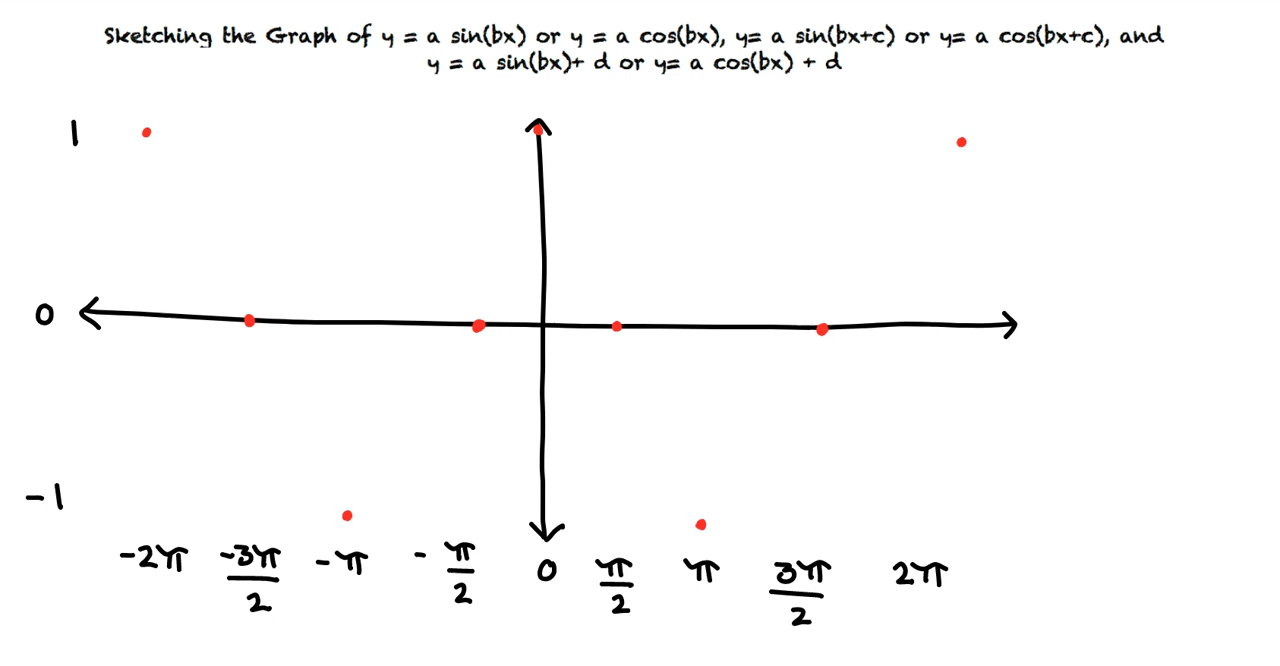 Sketching the Graph of y = a sin(bx) or y = a cos(bx), y= a sin(bx+c) or y= a cos(bx+c), and
y = a sin(bx)+ d or y= a cos(bx) + d
1
0
-1
-2π -3π/2 -π -π/2 0 π/2 π 3π/2 2π